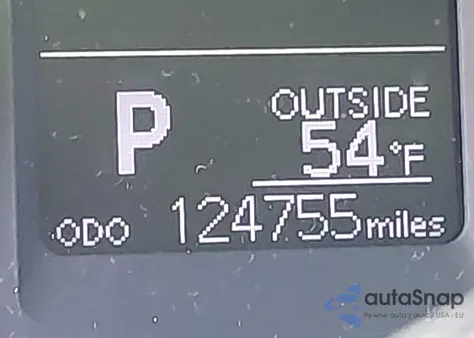 P
OUTSIDE
54°F
ODO 124755 miles
autaSnap
Pewne auta z aukcji USA - EU